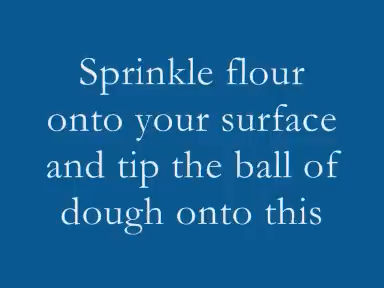 Sprinkle flour
onto your surface
and tip the ball of
dough onto this